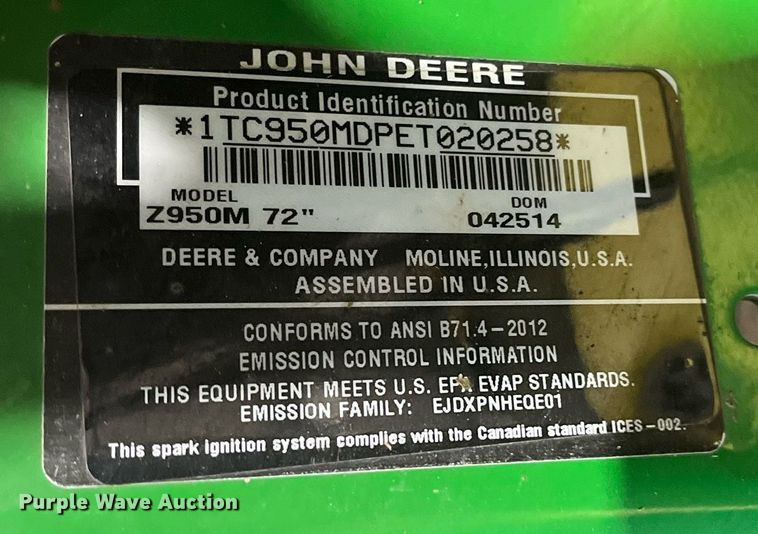 JOHN DEERE
Product Identification Number
*1TC950MDPET020258*
MODEL DOM
Z950M 72" 042514
DEERE & COMPANY MOLINE, ILLINOIS, U.S.A.
ASSEMBLED IN U.S.A.
CONFORMS TO ANSI B71.4-2012
EMISSION CONTROL INFORMATION
THIS EQUIPMENT MEETS U.S. EPA EVAP STANDARDS.
EMISSION FAMILY: EJDXPNHEQE01
This spark ignition system complies with the Canadian standard ICES-002.
Purple Wave Auction